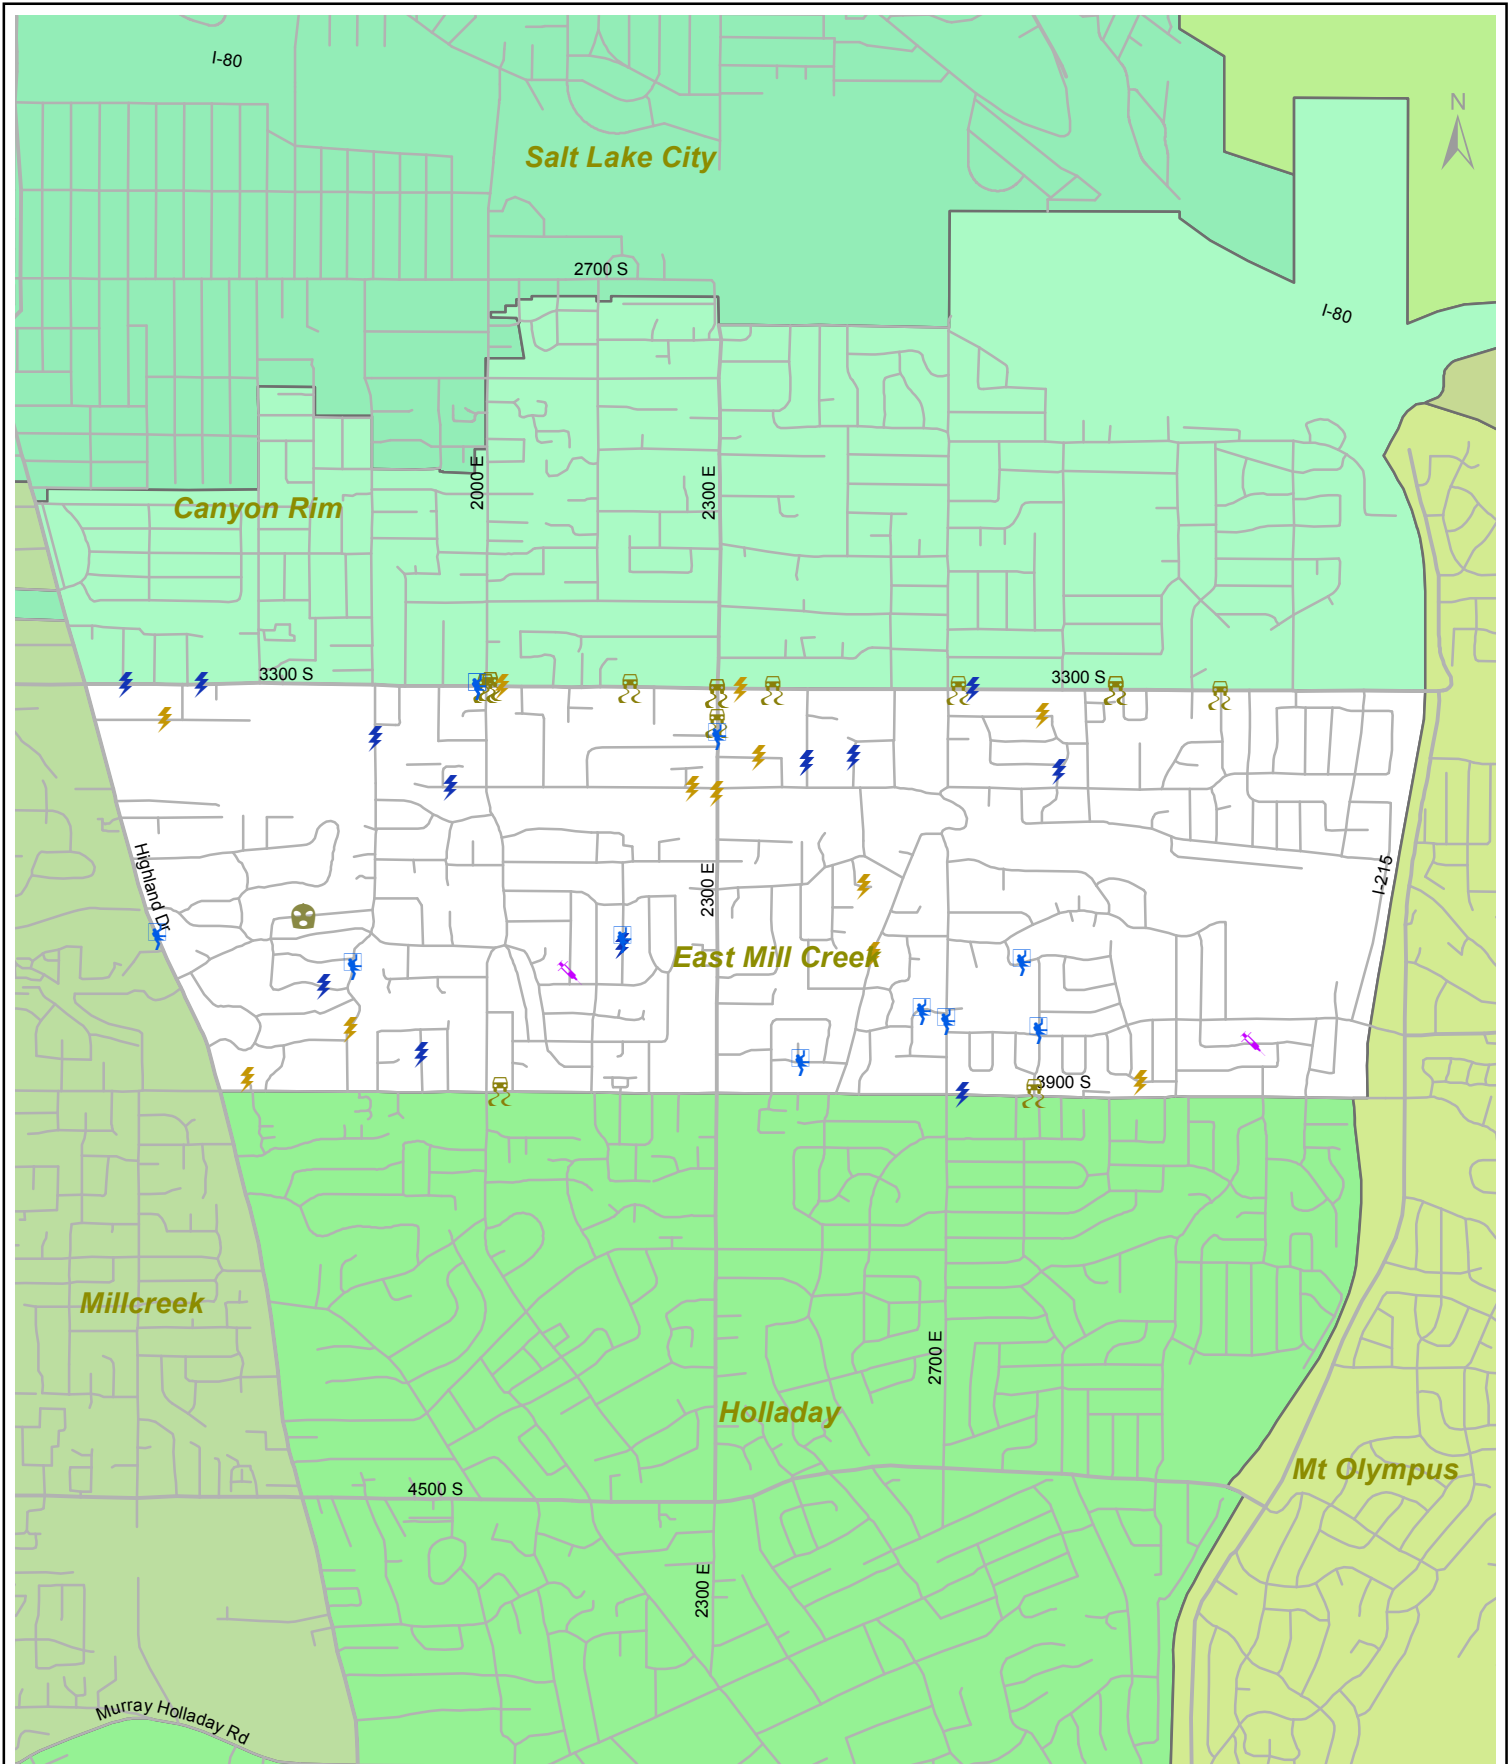 I-80
N
Salt Lake City
2700 S
I-80
2000 E
2300 E
Canyon Rim
3300 S
3300 S
Highland Dr
2300 E
I-215
East Mill Creek
3900 S
Millcreek
2700 E
Holladay
Mt Olympus
4500 S
2300 E
Murray Holladay Rd